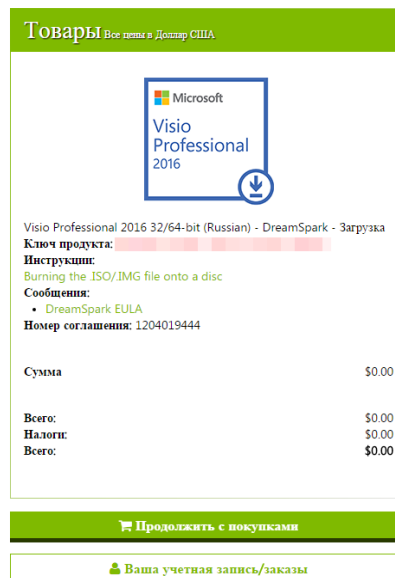 Товары Все цены в Доллар США
Microsoft
Visio
Professional
2016
Visio Professional 2016 32/64-bit (Russian) - DreamSpark - Загрузка
Ключ продукта:
Инструкции:
Burning the .ISO/.IMG file onto a disc
Сообщения:
DreamSpark EULA
Номер соглашения: 1204019444
Сумма $0.00
Всего: $0.00
Налоги: $0.00
Всего: $0.00
Продолжить с покупками
Ваша учетная запись/заказы